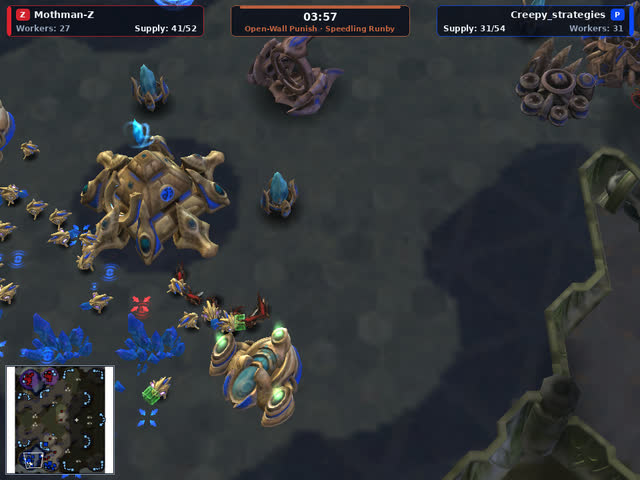 Z Mothman-Z
Workers: 27 Supply: 41/52
03:57
Open-Wall Punish · Speedling Runby
Creepy_strategies P
Supply: 31/54 Workers: 31